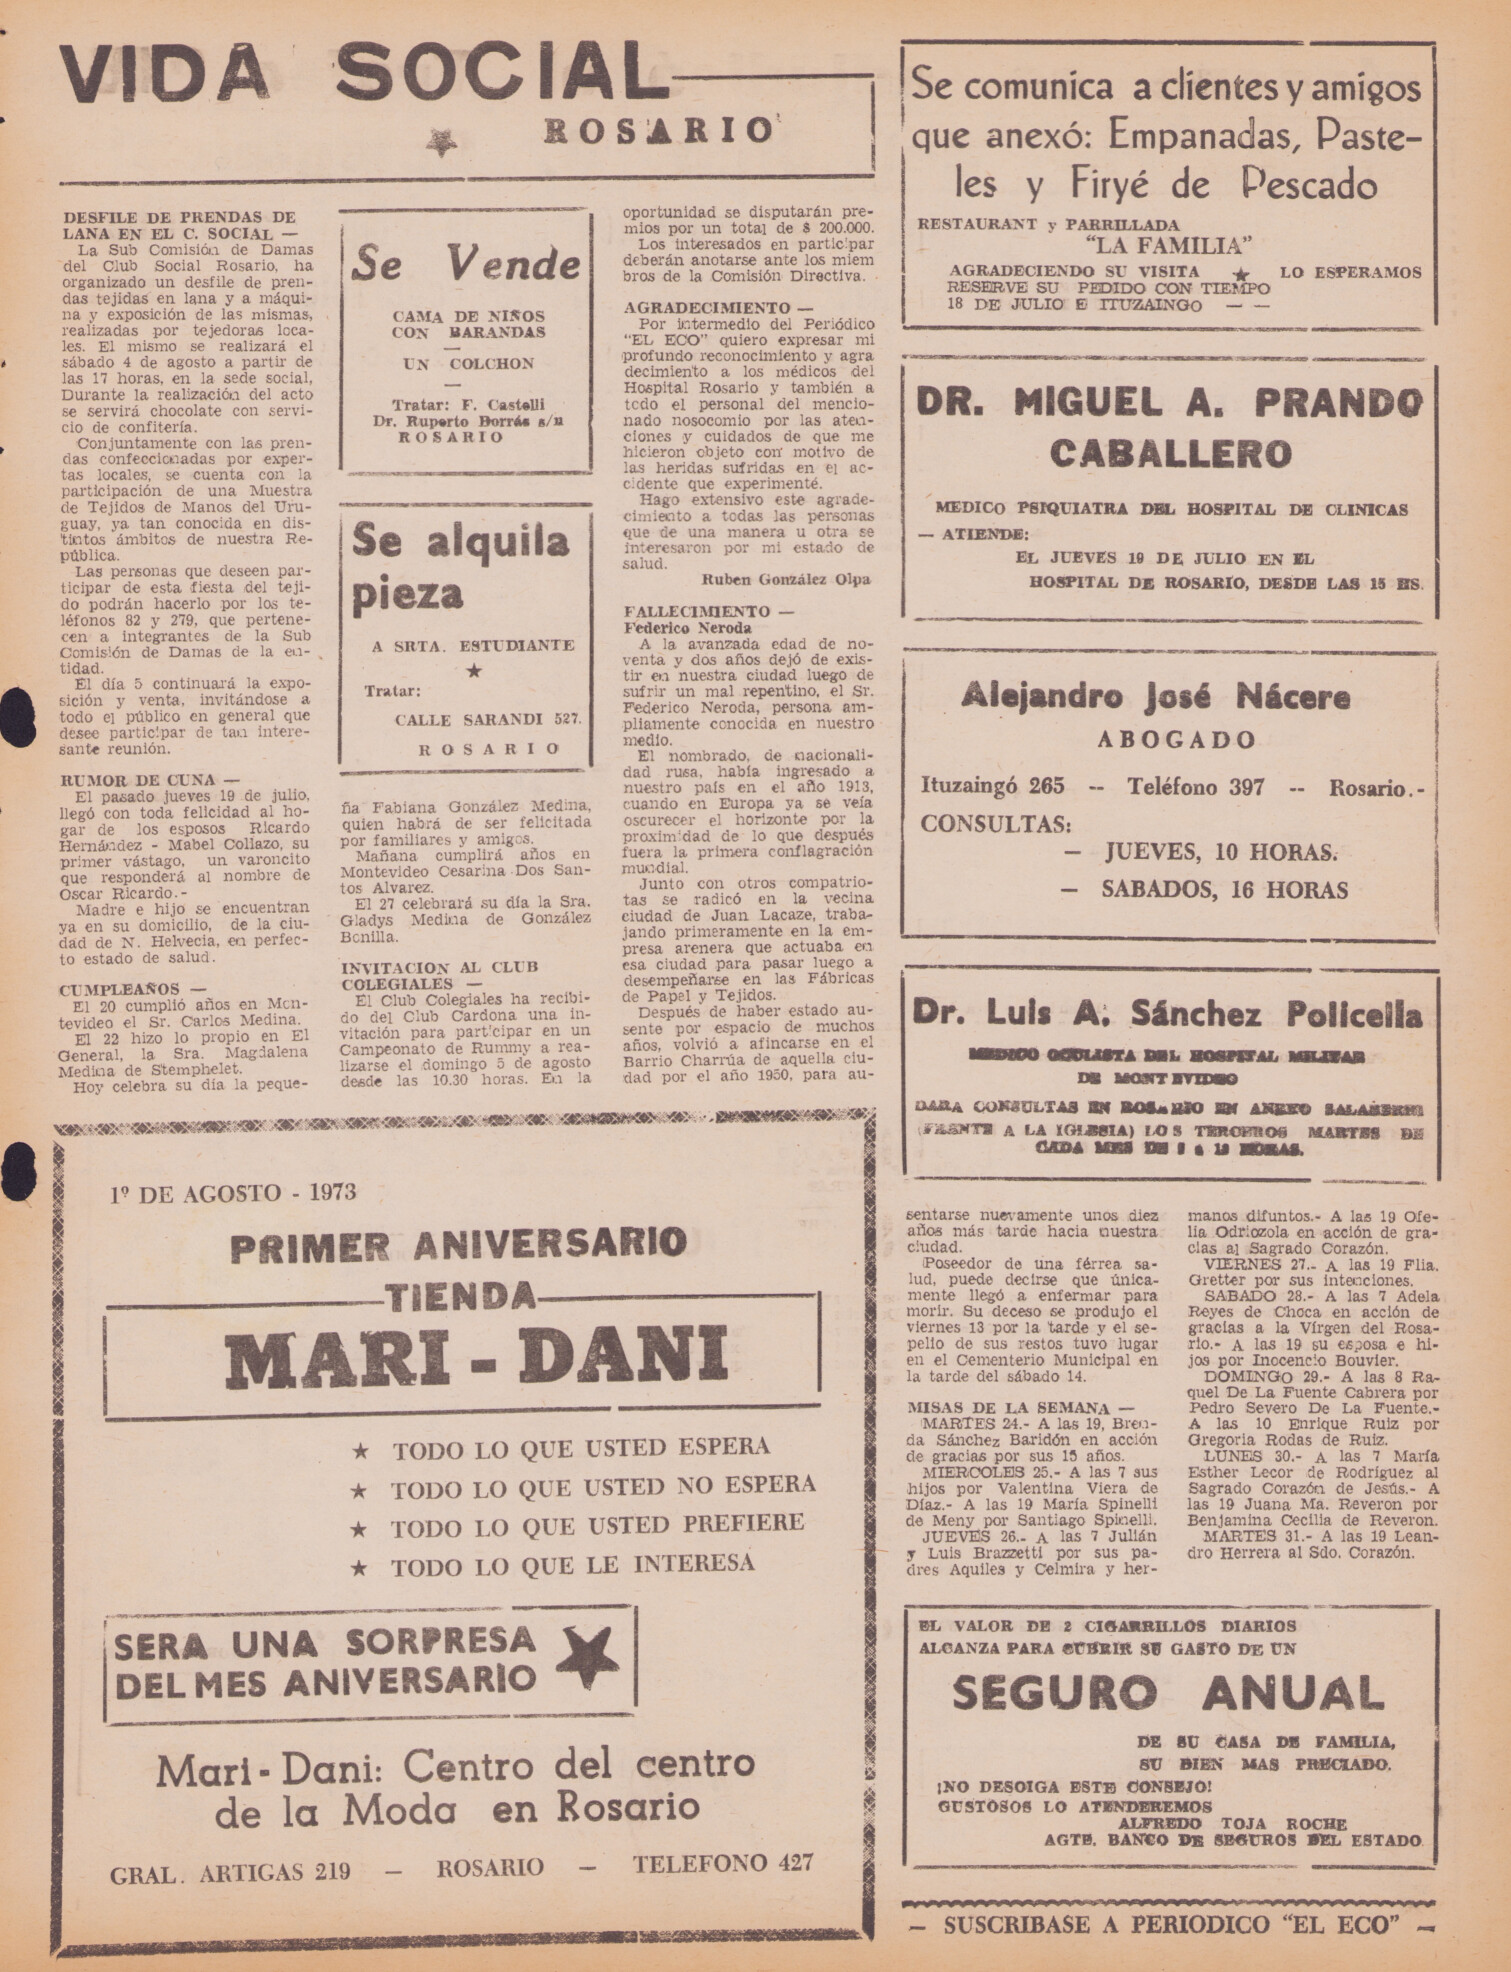 VIDA SOCIAL
ROSARIO
DESFILE DE PRENDAS DE
LANA EN EL C. SOCIAL —
La Sub Comisión de Damas
del Club Social Rosario, ha
organizado un desfile de pren-
das tejidas en lana y a máqui-
na y exposición de las mismas,
realizadas por tejedoras loca-
les. El mismo se realizará el
sábado 4 de agosto a partir de
las 17 horas, en la sede social,
Durante la realización del acto
se servirá chocolate con servi-
cio de confitería.
Conjuntamente con las pren-
das confeccionadas por exper-
tas locales, se cuenta con la
participación de una Muestra
de Tejidos de Manos del Uru-
guay, ya tan conocida en dis-
tintos ámbitos de nuestra Re-
pública.
Las personas que deseen par-
ticipar de esta fiesta del teji-
do podrán hacerlo por los te-
léfonos 82 y 279, que pertene-
cen a integrantes de la Sub
Comisión de Damas de la en-
tidad.
El día 5 continuará la expo-
sición y venta, invitándose a
todo el público en general que
desee participar de tan intere-
sante reunión.
RUMOR DE CUNA —
El pasado jueves 19 de julio,
llegó con toda felicidad al ho-
gar de los esposos Ricardo
Hernández - Mabel Collazo, su
primer vástago, un varoncito
que responderá al nombre de
Oscar Ricardo.-
Madre e hijo se encuentran
ya en su domicilio, de la ciu-
dad de N. Helvecia, en perfec-
to estado de salud.
CUMPLEAÑOS —
El 20 cumplió años en Mon-
tevideo el Sr. Carlos Medina.
El 22 hizo lo propio en El
General, la Sra. Magdalena
Medina de Stemphelet.
Hoy celebra su día la peque-
Se Vende
CAMA DE NIÑOS
CON BARANDAS
—
UN COLCHON
—
Tratar: F. Castelli
Dr. Ruperto Borrás s/n
ROSARIO
Se alquila
pieza
A SRTA. ESTUDIANTE
★
Tratar:
CALLE SARANDI 527.
ROSARIO
ña Fabiana González Medina,
quien habrá de ser felicitada
por familiares y amigos.
Mañana cumplirá años en
Montevideo Cesarina Dos San-
tos Alvarez.
El 27 celebrará su día la Sra.
Gladys Medina de González
Bonilla.
INVITACION AL CLUB
COLEGIALES —
El Club Colegiales ha recibi-
do del Club Cardona una in-
vitación para participar en un
Campeonato de Rummy a rea-
lizarse el domingo 5 de agosto
desde las 10.30 horas. En la
oportunidad se disputarán pre-
mios por un total de $ 200.000.
Los interesados en participar
deberán anotarse ante los miem
bros de la Comisión Directiva.
AGRADECIMIENTO —
Por intermedio del Periódico
"EL ECO" quiero expresar mi
profundo reconocimiento y agra
decimiento a los médicos del
Hospital Rosario y también a
todo el personal del mencio-
nado nosocomio por las aten-
ciones y cuidados de que me
hicieron objeto con motivo de
las heridas sufridas en el ac-
cidente que experimenté.
Hago extensivo este agrade-
cimiento a todas las personas
que de una manera u otra se
interesaron por mi estado de
salud.
Ruben González Olpa
FALLECIMIENTO —
Federico Neroda
A la avanzada edad de no-
venta y dos años dejó de exis-
tir en nuestra ciudad luego de
sufrir un mal repentino, el Sr.
Federico Neroda, persona am-
pliamente conocida en nuestro
medio.
El nombrado, de nacionali-
dad rusa, había ingresado a
nuestro país en el año 1913,
cuando en Europa ya se veía
oscurecer el horizonte por la
proximidad de lo que después
fuera la primera conflagración
mundial.
Junto con otros compatrio-
tas se radicó en la vecina
ciudad de Juan Lacaze, traba-
jando primeramente en la em-
presa arenera que actuaba en
esa ciudad para pasar luego a
desempeñarse en las Fábricas
de Papel y Tejidos.
Después de haber estado au-
sente por espacio de muchos
años, volvió a afincarse en el
Barrio Charrúa de aquella ciu-
dad por el año 1950, para au-
sentarse nuevamente unos diez
años más tarde hacia nuestra
ciudad.
Poseedor de una férrea sa-
lud, puede decirse que única-
mente llegó a enfermar para
morir. Su deceso se produjo el
viernes 13 por la tarde y el se-
pelio de sus restos tuvo lugar
en el Cementerio Municipal en
la tarde del sábado 14.
MISAS DE LA SEMANA —
MARTES 24.- A las 19, Bren-
da Sánchez Baridón en acción
de gracias por sus 15 años.
MIERCOLES 25.- A las 7 sus
hijos por Valentina Viera de
Díaz.- A las 19 María Spinelli
de Meny por Santiago Spinelli.
JUEVES 26.- A las 7 Julián
y Luis Brazzetti por sus pa-
dres Aquiles y Celmira y her-
manos difuntos.- A las 19 Ofe-
lia Odriozola en acción de gra-
cias al Sagrado Corazón.
VIERNES 27.- A las 19 Flia.
Gretter por sus intenciones.
SABADO 28.- A las 7 Adela
Reyes de Choca en acción de
gracias a la Virgen del Rosa-
rio.- A las 19 su esposa e hi-
jos por Inocencio Bouvier.
DOMINGO 29.- A las 8 Ra-
quel De La Fuente Cabrera por
Pedro Severo De La Fuente.-
A las 10 Enrique Ruiz por
Gregoria Rodas de Ruiz.
LUNES 30.- A las 7 María
Esther Lecor de Rodríguez al
Sagrado Corazón de Jesús.- A
las 19 Juana Ma. Reveron por
Benjamina Cecilia de Reveron.
MARTES 31.- A las 19 Lean-
dro Herrera al Sdo. Corazón.
Se comunica a clientes y amigos
que anexó: Empanadas, Paste-
les y Firyé de Pescado
RESTAURANT y PARRILLADA
"LA FAMILIA"
AGRADECIENDO SU VISITA ★ LO ESPERAMOS
RESERVE SU PEDIDO CON TIEMPO
18 DE JULIO E ITUZAINGO — —
DR. MIGUEL A. PRANDO
CABALLERO
MEDICO PSIQUIATRA DEL HOSPITAL DE CLINICAS
— ATIENDE:
EL JUEVES 19 DE JULIO EN EL
HOSPITAL DE ROSARIO, DESDE LAS 15 HS.
Alejandro José Nácere
ABOGADO
Ituzaingó 265 -- Teléfono 397 -- Rosario.-
CONSULTAS:
— JUEVES, 10 HORAS.
— SABADOS, 16 HORAS
Dr. Luis A. Sánchez Policella
MEDICO OCULISTA DEL HOSPITAL MILITAR
DE MONTEVIDEO
DARA CONSULTAS EN ROSARIO EN ANEXO SALABERRI
(FRENTE A LA IGLESIA) LOS TERCEROS MARTES DE
CADA MES DE
1º DE AGOSTO - 1973
PRIMER ANIVERSARIO
TIENDA
MARI - DANI
★ TODO LO QUE USTED ESPERA
★ TODO LO QUE USTED NO ESPERA
★ TODO LO QUE USTED PREFIERE
★ TODO LO QUE LE INTERESA
SERA UNA SORPRESA
DEL MES ANIVERSARIO
Mari - Dani: Centro del centro
de la Moda en Rosario
GRAL. ARTIGAS 219 — ROSARIO — TELEFONO 427
EL VALOR DE 2 CIGARRILLOS DIARIOS
ALCANZA PARA CUBRIR SU GASTO DE UN
SEGURO ANUAL
DE SU CASA DE FAMILIA,
SU BIEN MAS PRECIADO.
¡NO DESOIGA ESTE CONSEJO!
GUSTOSOS LO ATENDEREMOS
ALFREDO TOJA ROCHE
AGTE. BANCO DE SEGUROS DEL ESTADO
— SUSCRIBASE A PERIODICO "EL ECO" —